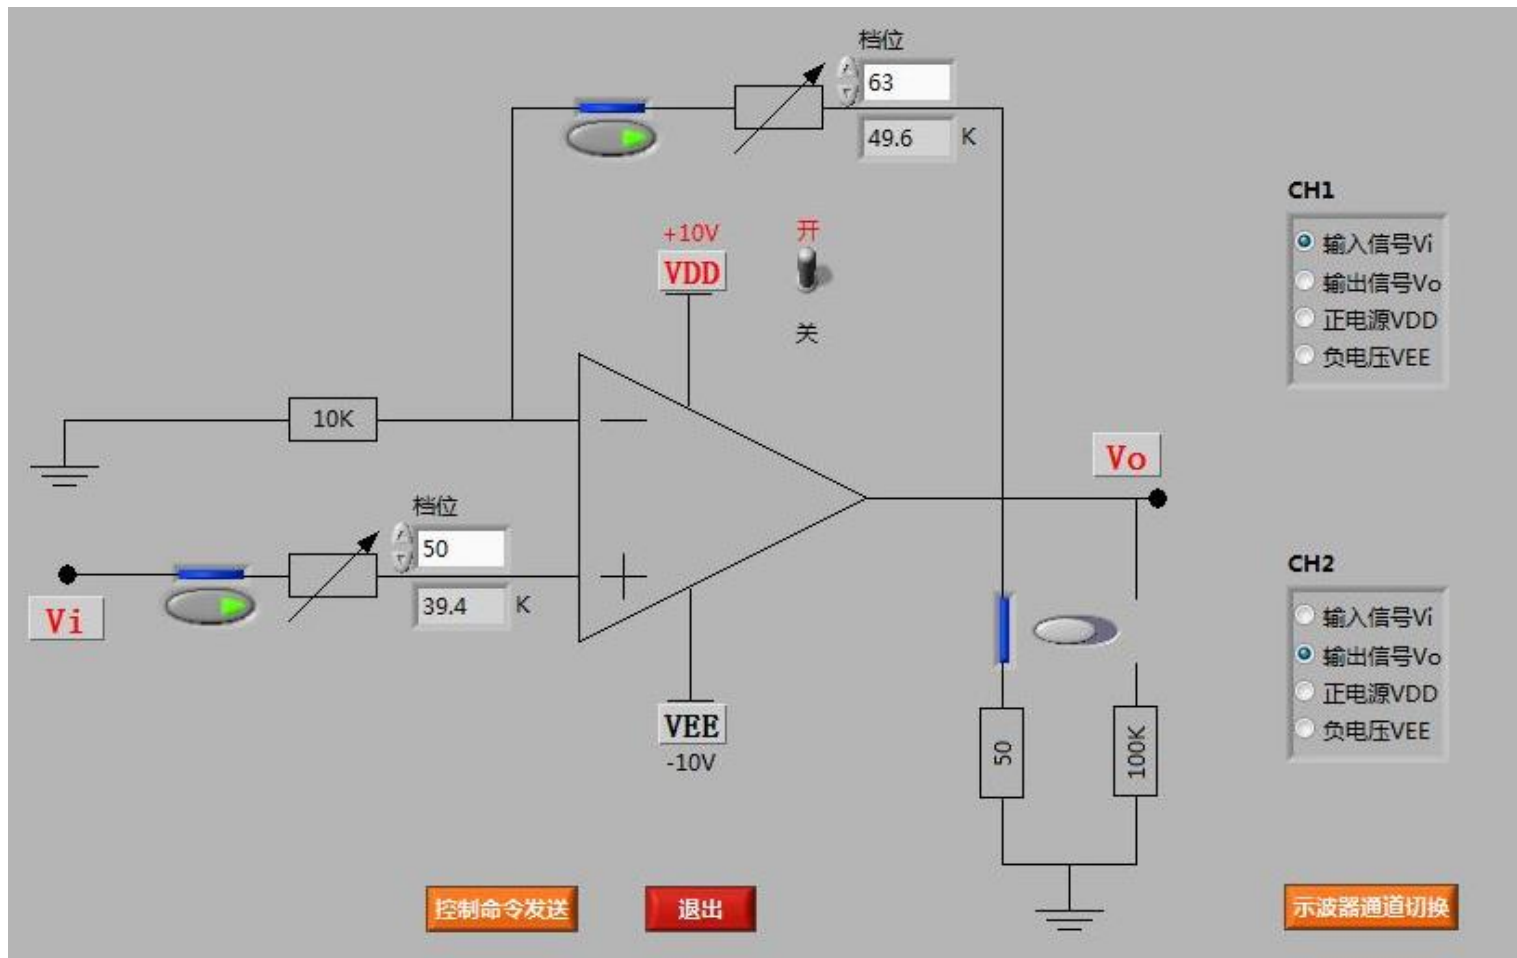 档位
63
49.6 K
+10V
VDD
开
关
10K
档位
50
39.4 K
Vi
VEE
-10V
Vo
50
100K
CH1
输入信号Vi
输出信号Vo
正电源VDD
负电压VEE
CH2
输入信号Vi
输出信号Vo
正电源VDD
负电压VEE
控制命令发送
退出
示波器通道切换